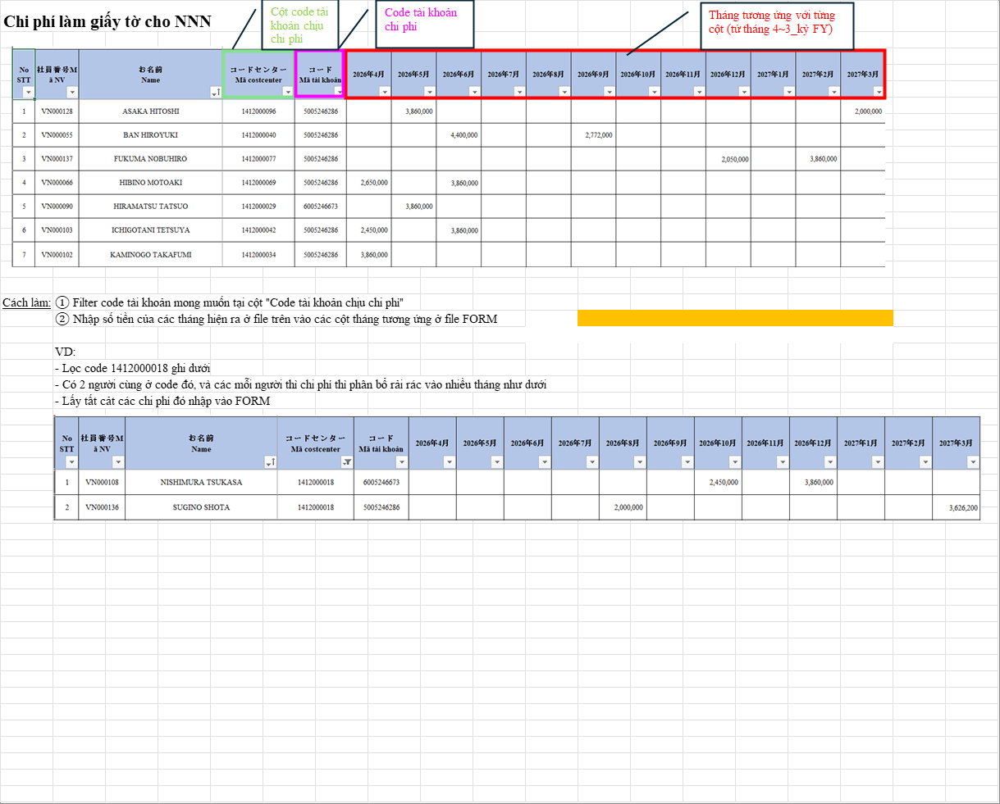 Chi phí làm giấy tờ cho NNN
Cột code tài
khoản chịu
chi phí
Code tài khoản
chi phí
Tháng tương ứng với từng
cột (từ tháng 4~3_kỳ FY)
No STT 社員番号Mã NV お名前 Name コードセンター Mã costcenter コード Mã tài khoản 2026年4月 2026年5月 2026年6月 2026年7月 2026年8月 2026年9月 2026年10月 2026年11月 2026年12月 2027年1月 2027年2月 2027年3月
1 VN000128 ASAKA HITOSHI 1412000096 5005246286 3,860,000 2,000,000
2 VN000055 BAN HIROYUKI 1412000040 5005246286 4,400,000 2,772,000
3 VN000137 FUKUMA NOBUHIRO 1412000077 5005246286 2,050,000 3,860,000
4 VN000066 HIBINO MOTOAKI 1412000069 5005246286 2,650,000 3,860,000
5 VN000090 HIRAMATSU TATSUO 1412000029 6005246673 3,860,000
6 VN000103 ICHIGOTANI TETSUYA 1412000042 5005246286 2,450,000 3,860,000
7 VN000102 KAMINOGO TAKAFUMI 1412000034 5005246286 3,860,000
Cách làm: ① Filter code tài khoản mong muốn tại cột "Code tài khoản chịu chi phí"
② Nhập số tiền của các tháng hiện ra ở file trên vào các cột tháng tương ứng ở file FORM
VD:
- Lọc code 1412000018 ghi dưới
- Có 2 người cùng ở code đó, và các mỗi người thì chi phí thì phân bổ rải rác vào nhiều tháng như dưới
- Lấy tất cát các chi phí đó nhập vào FORM
No STT 社員番号Mã NV お名前 Name コードセンター Mã costcenter コード Mã tài khoản 2026年4月 2026年5月 2026年6月 2026年7月 2026年8月 2026年9月 2026年10月 2026年11月 2026年12月 2027年1月 2027年2月 2027年3月
1 VN000108 NISHIMURA TSUKASA 1412000018 6005246673 2,450,000 3,860,000
2 VN000136 SUGINO SHOTA 1412000018 5005246286 2,000,000 3,626,200